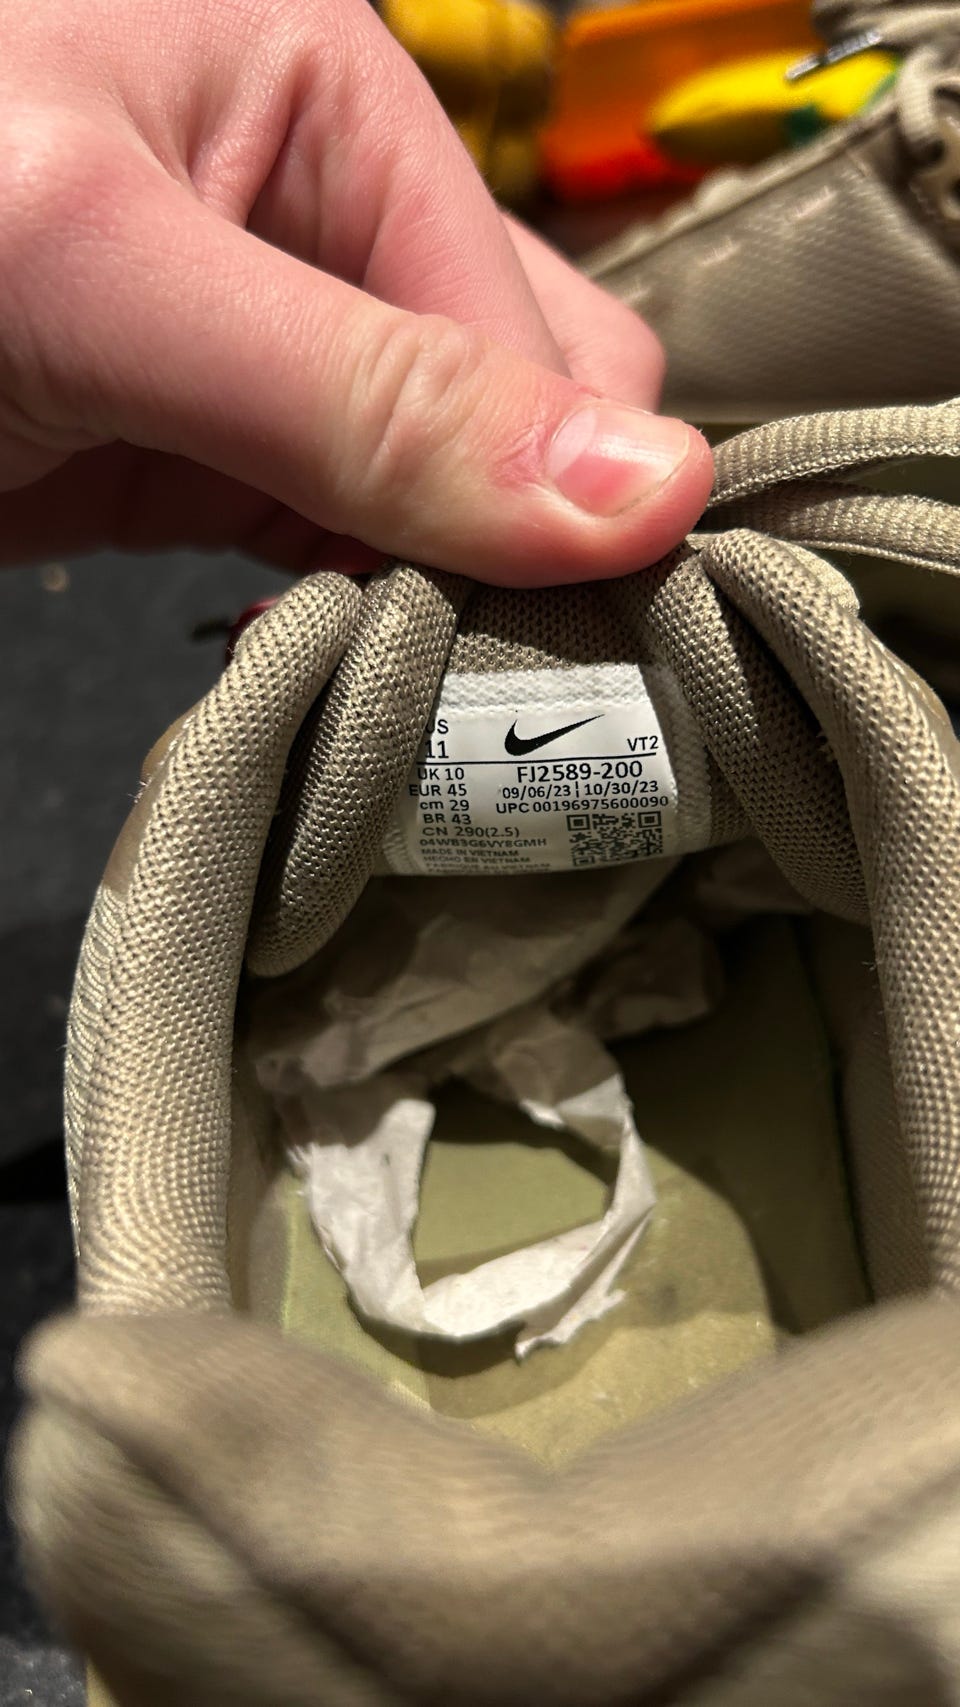 US
11
VT2
UK 10
FJ2589-200
EUR 45
09/06/23 | 10/30/23
cm 29
UPC 00196975600090
BR 43
CN 290(2.5)
04WB3G6VY8GMH
MADE IN VIETNAM
HECHO EN VIETNAM